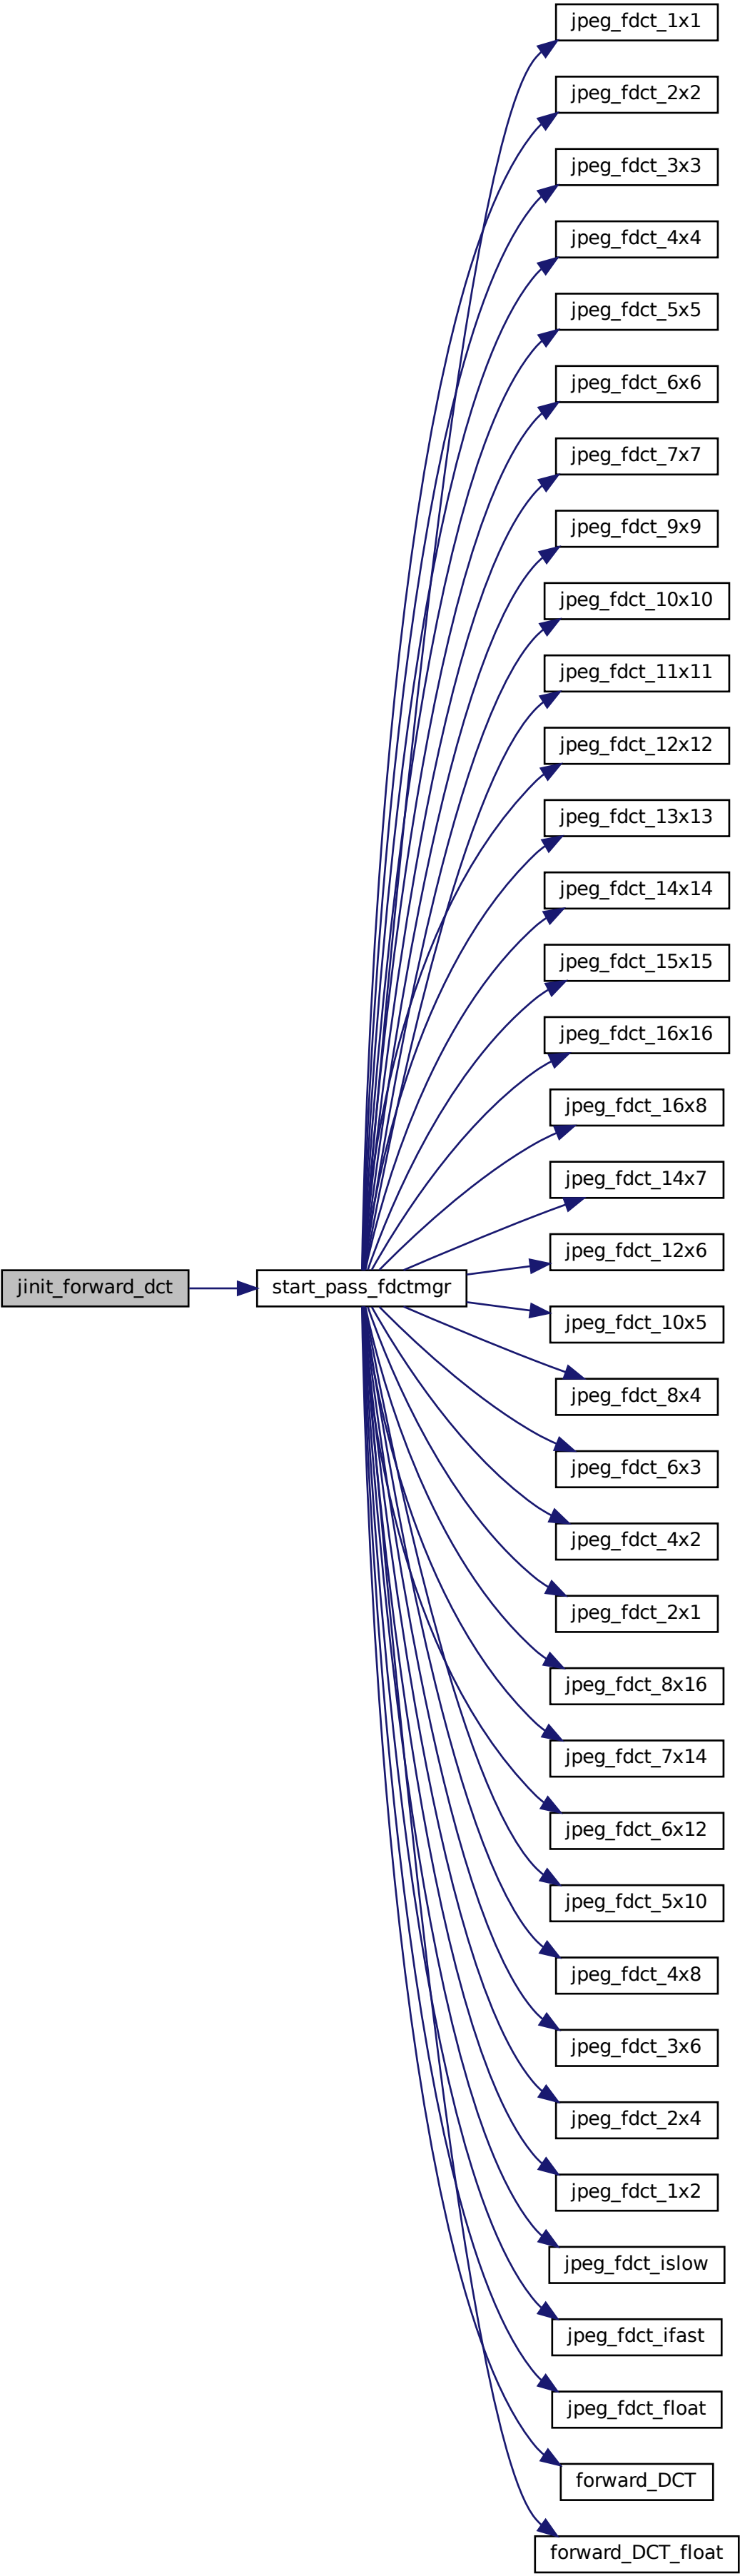 jpeg_fdct_1x1
jpeg_fdct_2x2
jpeg_fdct_3x3
jpeg_fdct_4x4
jpeg_fdct_5x5
jpeg_fdct_6x6
jpeg_fdct_7x7
jpeg_fdct_9x9
jpeg_fdct_10x10
jpeg_fdct_11x11
jpeg_fdct_12x12
jpeg_fdct_13x13
jpeg_fdct_14x14
jpeg_fdct_15x15
jpeg_fdct_16x16
jpeg_fdct_16x8
jpeg_fdct_14x7
jpeg_fdct_12x6
jinit_forward_dct
start_pass_fdctmgr
jpeg_fdct_10x5
jpeg_fdct_8x4
jpeg_fdct_6x3
jpeg_fdct_4x2
jpeg_fdct_2x1
jpeg_fdct_8x16
jpeg_fdct_7x14
jpeg_fdct_6x12
jpeg_fdct_5x10
jpeg_fdct_4x8
jpeg_fdct_3x6
jpeg_fdct_2x4
jpeg_fdct_1x2
jpeg_fdct_islow
jpeg_fdct_ifast
jpeg_fdct_float
forward_DCT
forward_DCT_float